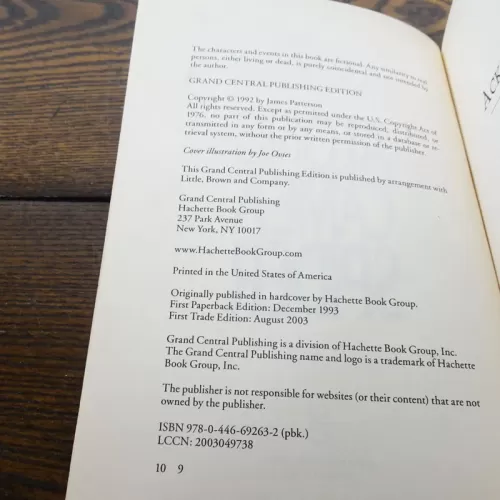 The characters and events in this book are fictional. Any similarity to real
persons, either living or dead, is purely coincidental and not intended by
the author.
GRAND CENTRAL PUBLISHING EDITION
Copyright © 1992 by James Patterson
All rights reserved. Except as permitted under the U.S. Copyright Act of
1976, no part of this publication may be reproduced, distributed, or
transmitted in any form or by any means, or stored in a database or re-
trieval system, without the prior written permission of the publisher.
Cover illustration by Joe Ovies
This Grand Central Publishing Edition is published by arrangement with
Little, Brown and Company.
Grand Central Publishing
Hachette Book Group
237 Park Avenue
New York, NY 10017
www.HachetteBookGroup.com
Printed in the United States of America
Originally published in hardcover by Hachette Book Group.
First Paperback Edition: December 1993
First Trade Edition: August 2003
Grand Central Publishing is a division of Hachette Book Group, Inc.
The Grand Central Publishing name and logo is a trademark of Hachette
Book Group, Inc.
The publisher is not responsible for websites (or their content) that are not
owned by the publisher.
ISBN 978-0-446-69263-2 (pbk.)
LCCN: 2003049738
10 9